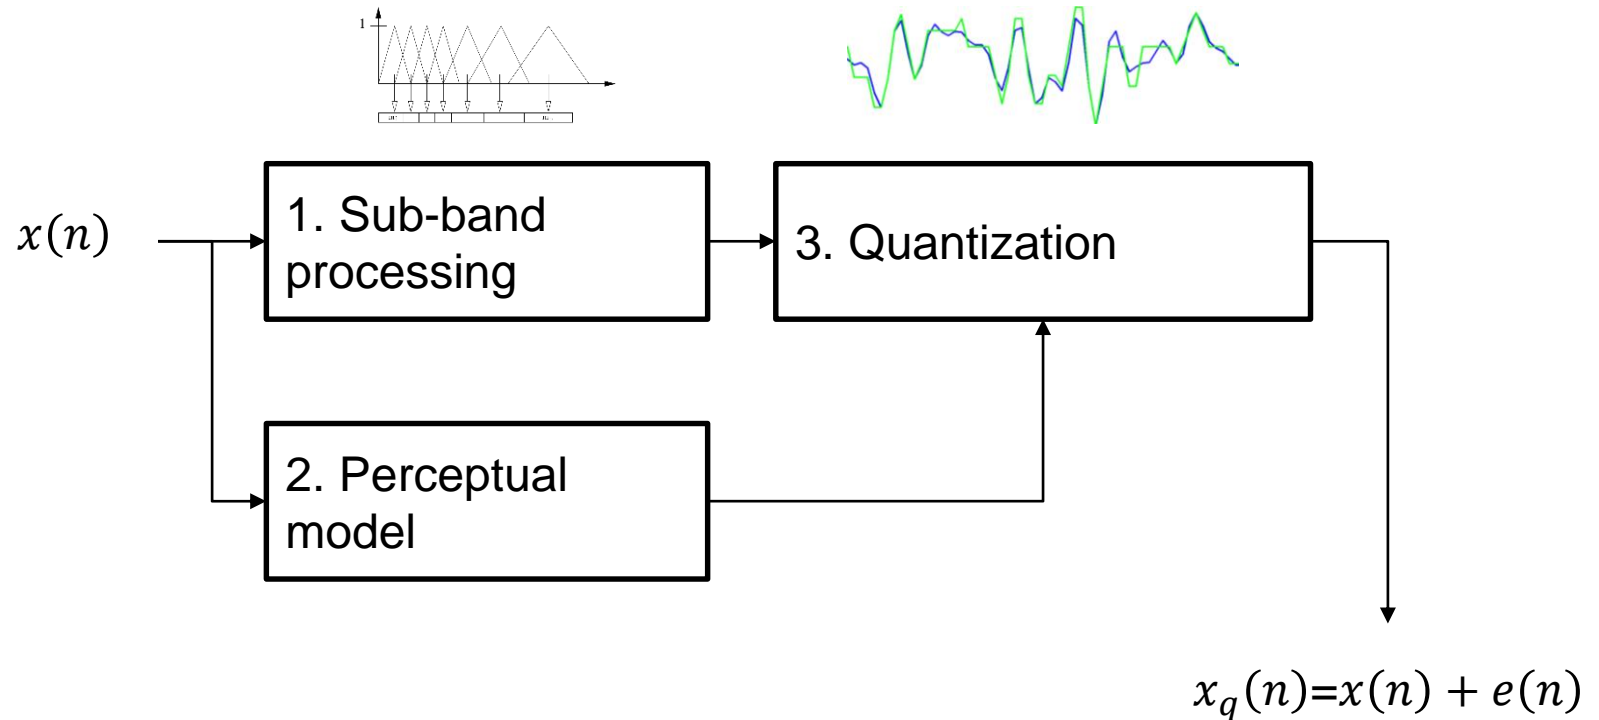 1
x(n)
1. Sub-band
processing
3. Quantization
2. Perceptual
model
x_q(n)=x(n) + e(n)